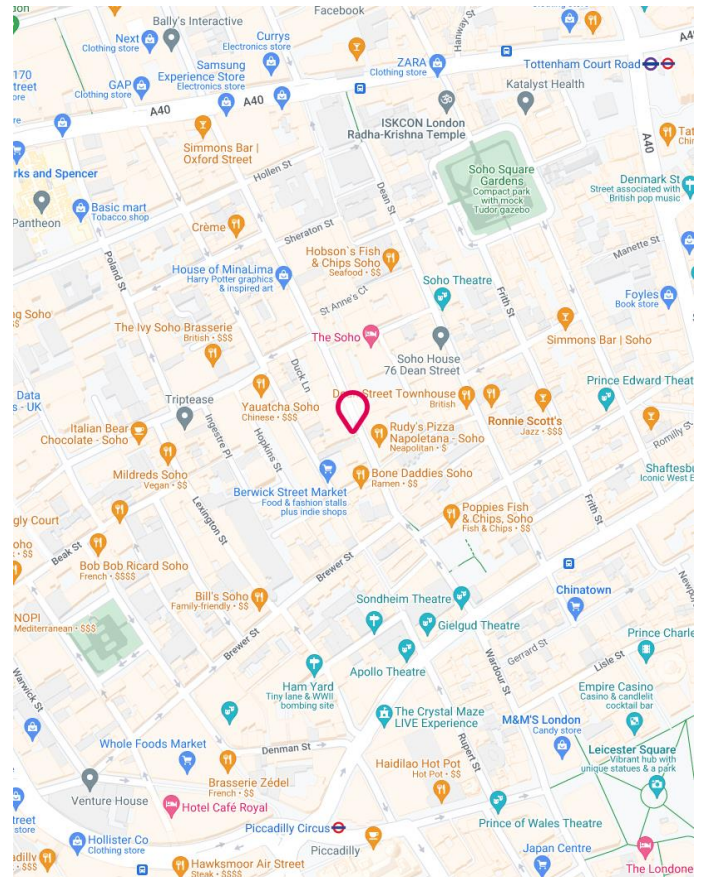 don
Facebook
Hanway St
A4
Bally's Interactive
Next
Clothing store
Currys
Electronics store
Samsung
Experience Store
Electronics store
ZARA
Clothing store
Tottenham Court Road
170
GAP
Clothing store
A40
A40
Katalyst Health
ISKCON London
Radha-Krishna Temple
A40
Simmons Bar |
Oxford Street
Hollen St
Soho Square
Gardens
Compact park
with mock
Tudor gazebo
Dean St
Denmark St
Street associated with
British pop music
rks and Spencer
Pantheon
Basic mart
Tobacco shop
Crème
Sheraton St
Manette St
Hobson's Fish
& Chips Soho
Seafood • $$
Poland St
House of MinaLima
Harry Potter graphics
& inspired art
Soho Theatre
Foyles
Book store
St Anne's Ct
Frith St
ng Soho
The Ivy Soho Brasserie
British • $$$
The Soho
Simmons Bar | Soho
Soho House
76 Dean Street
Duck Ln
Data
s - UK
Triptease
Yauatcha Soho
Chinese • $$$
Dean Street Townhouse
British
Prince Edward Theat
Italian Bear
Chocolate - Soho
Ingestre Pl
Hopkins St
Rudy's Pizza
Napoletana - Soho
Neapolitan • $
Ronnie Scott's
Jazz • $$$
Romilly St
Mildreds Soho
Vegan • $$
Bone Daddies Soho
Ramen • $$
Shaftesbu
Iconic West E
Berwick Street Market
Food & fashion stalls
plus indie shops
Lexington St
Frith St
gly Court
Poppies Fish
& Chips, Soho
Fish & Chips • $$
Beak St
Bob Bob Ricard Soho
French • $$$$
Brewer St
Chinatown
Bill's Soho
Family-friendly • $$
Sondheim Theatre
NOPI
Mediterranean • $$$
Gielgud Theatre
Brewer St
Prince Charle
Gerrard St
Lisle St
Apollo Theatre
Wardour St
Warwick St
Ham Yard
Tiny lane & WWII
bombing site
Empire Casino
Casino & candlelit
cocktail bar
The Crystal Maze
LIVE Experience
M&M'S London
Candy store
Whole Foods Market
Denman St
Rupert St
Leicester Square
Vibrant hub with
unique statues & a park
Brasserie Zédel
French • $$
Haidilao Hot Pot
Hot Pot • $$
Venture House
Hotel Café Royal
Piccadilly Circus
Prince of Wales Theatre
Hollister Co
Clothing store
Piccadilly
Japan Centre
Hawksmoor Air Street
Steak • $$$$
The Londone